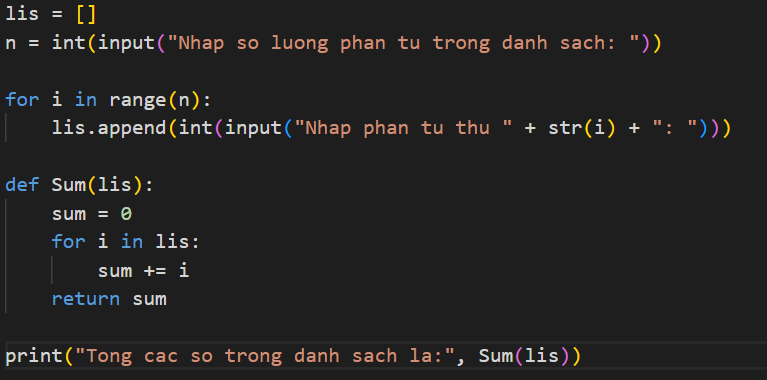 lis = []
n = int(input("Nhap so luong phan tu trong danh sach: "))
for i in range(n):
    lis.append(int(input("Nhap phan tu thu " + str(i) + ": ")))
def Sum(lis):
    sum = 0
    for i in lis:
        sum += i
    return sum
print("Tong cac so trong danh sach la:", Sum(lis))